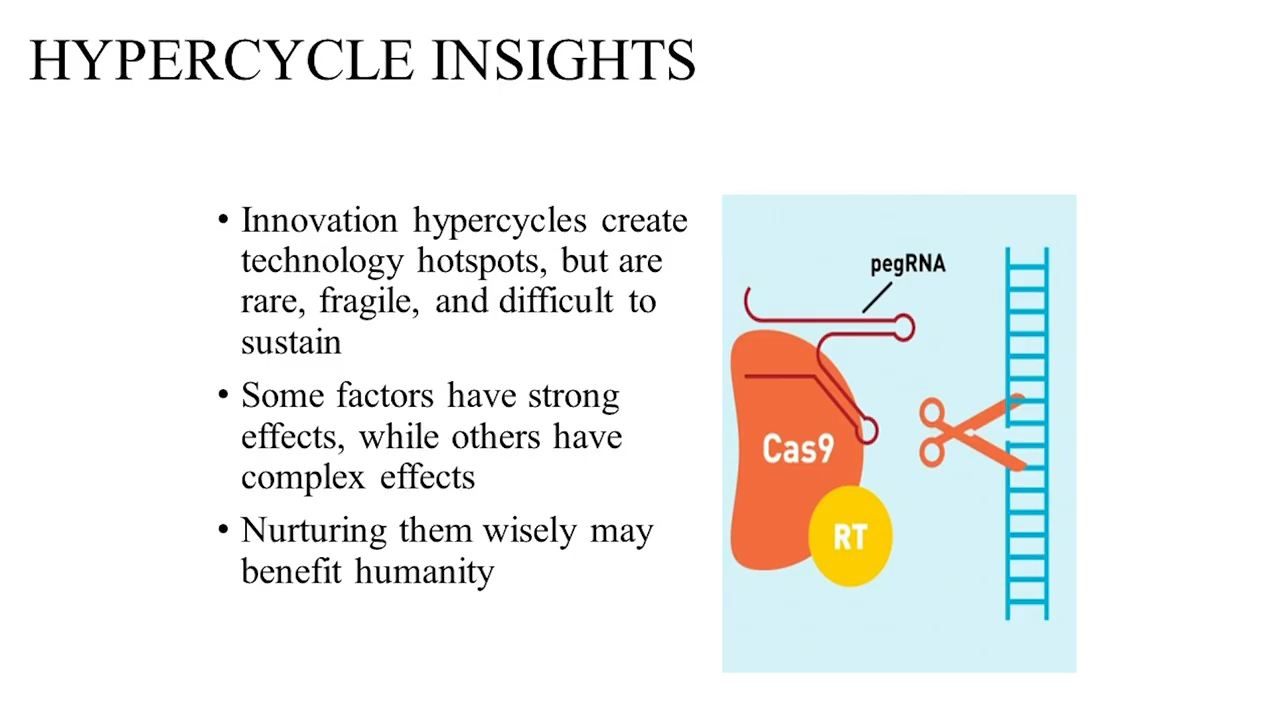 HYPERCYCLE INSIGHTS
• Innovation hypercycles create
technology hotspots, but are
rare, fragile, and difficult to
sustain
• Some factors have strong
effects, while others have
complex effects
• Nurturing them wisely may
benefit humanity
pegRNA
Cas9
RT